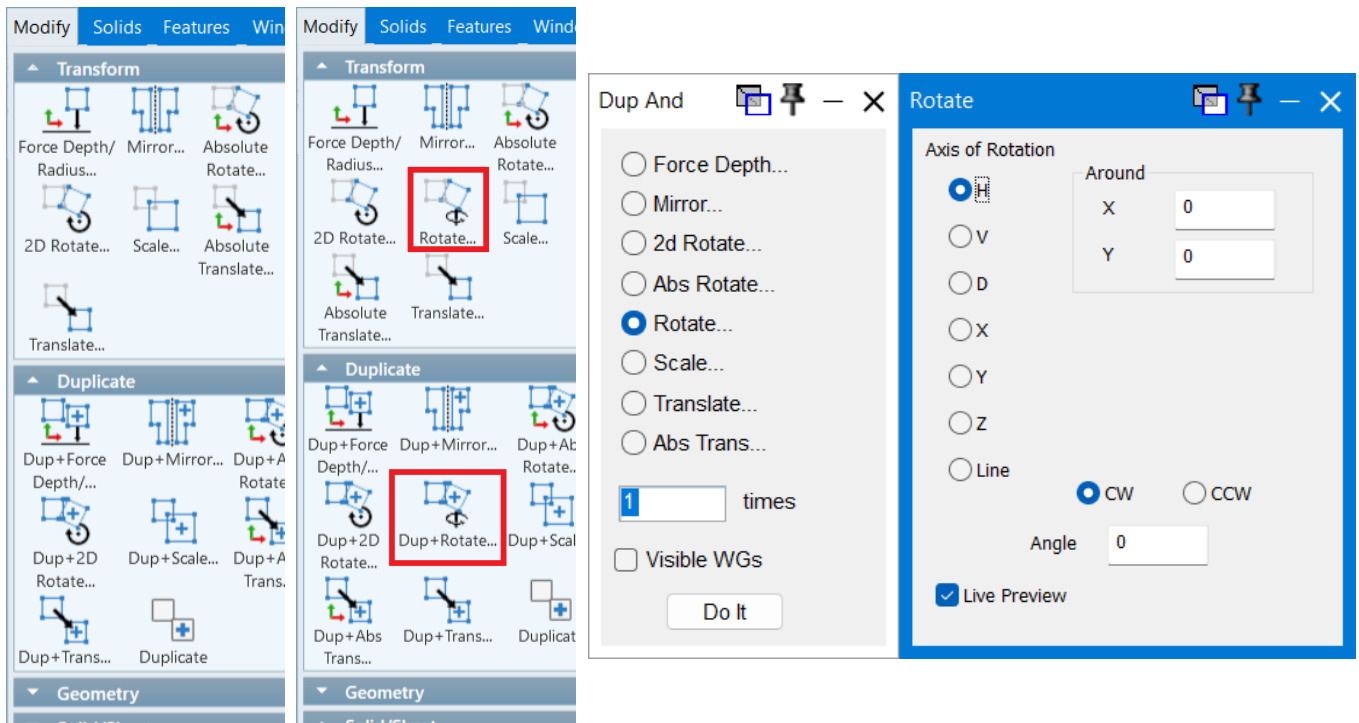 Modify Solids Features Win
Transform
Force Depth/ Mirror... Absolute
Radius... Rotate...
2D Rotate... Scale... Absolute
Translate...
Translate...
Duplicate
Dup+Force Dup+Mirror... Dup+A
Depth/... Rotate
Dup+2D Dup+Scale... Dup+A
Rotate... Trans.
Dup+Trans... Duplicate
Geometry
Modify Solids Features Wind
Transform
Force Depth/ Mirror... Absolute
Radius... Rotate...
2D Rotate... Rotate... Scale...
Absolute Translate...
Translate...
Duplicate
Dup+Force Dup+Mirror... Dup+Ab
Depth/... Rotate..
Dup+2D Dup+Rotate... Dup+Scal
Rotate...
Dup+Abs Dup+Trans... Duplicat
Trans...
Geometry
Dup And
Force Depth...
Mirror...
2d Rotate...
Abs Rotate...
Rotate...
Scale...
Translate...
Abs Trans...
1 times
Visible WGs
Do It
Rotate
Axis of Rotation
H
V
D
X
Y
Z
Line
Around
X 0
Y 0
CW CCW
Angle 0
Live Preview